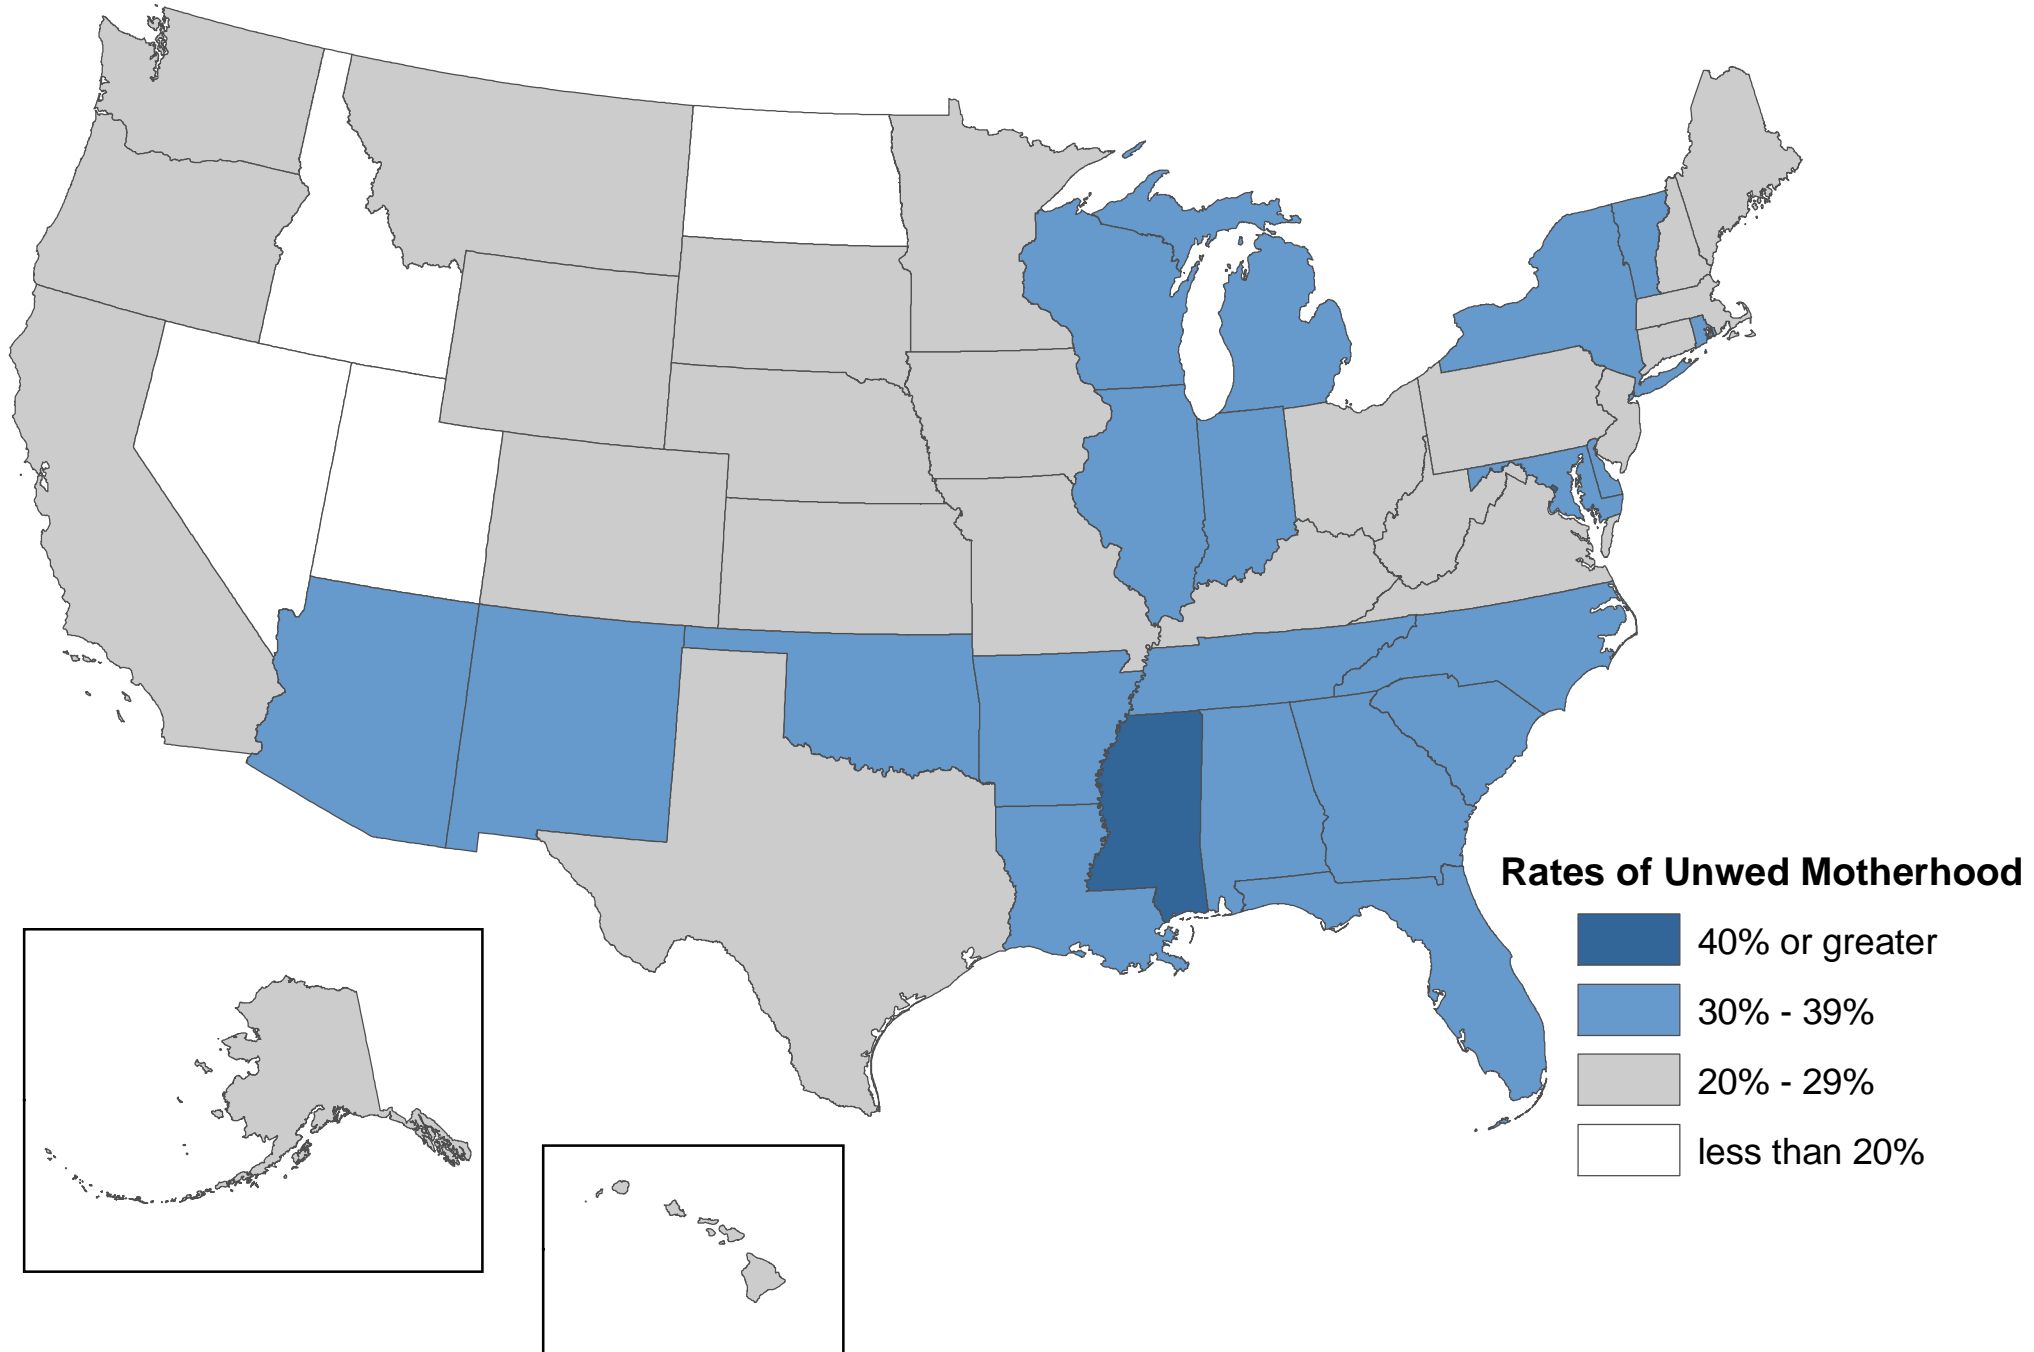 Rates of Unwed Motherhood
40% or greater
30% - 39%
20% - 29%
less than 20%